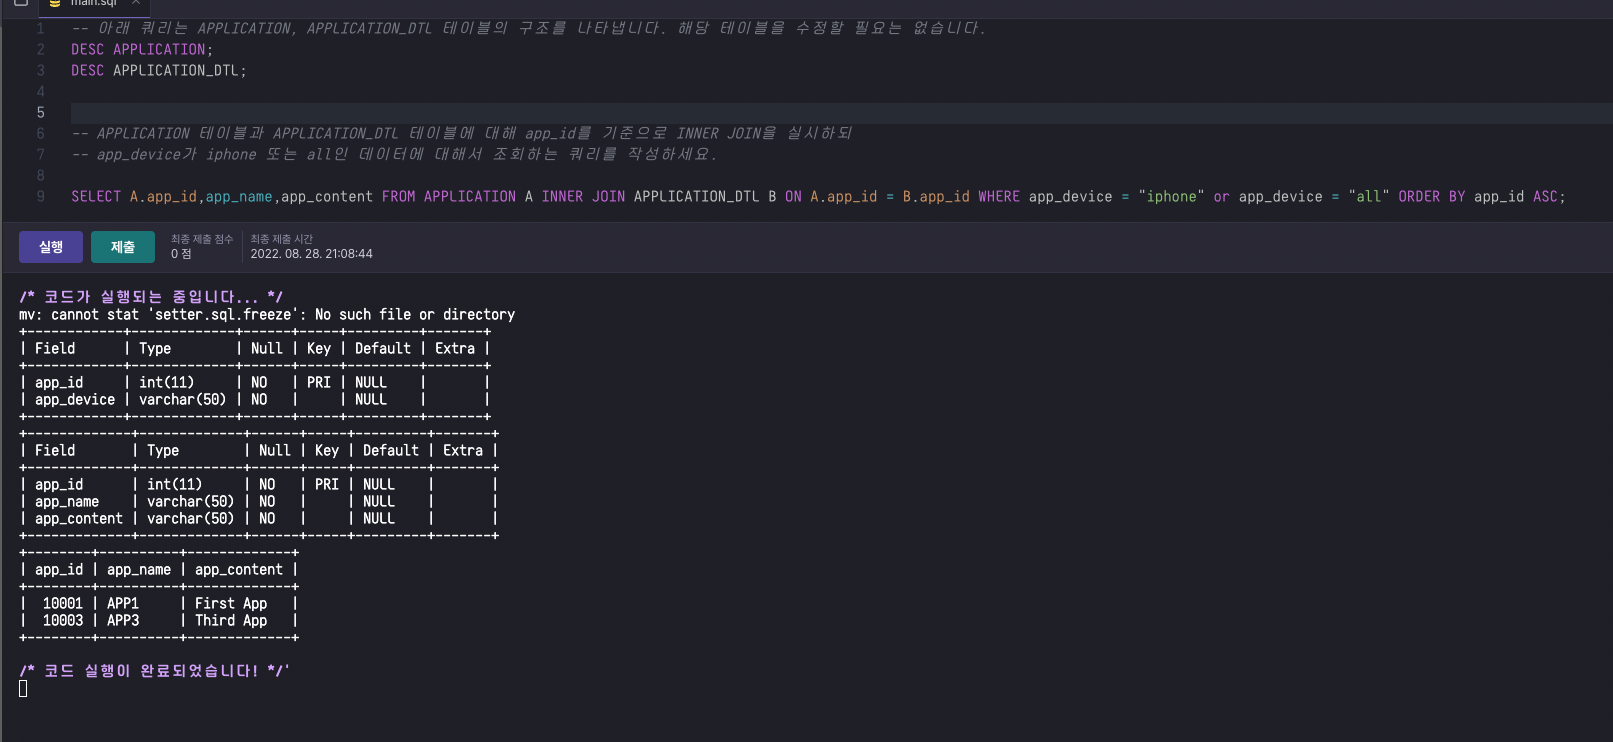 main.sql ×
1 -- 아래 쿼리는 APPLICATION, APPLICATION_DTL 테이블의 구조를 나타냅니다. 해당 테이블을 수정할 필요는 없습니다.
2 DESC APPLICATION;
3 DESC APPLICATION_DTL;
4
5
6 -- APPLICATION 테이블과 APPLICATION_DTL 테이블에 대해 app_id를 기준으로 INNER JOIN을 실시하되
7 -- app_device가 iphone 또는 all인 데이터에 대해서 조회하는 쿼리를 작성하세요.
8
9 SELECT A.app_id,app_name,app_content FROM APPLICATION A INNER JOIN APPLICATION_DTL B ON A.app_id = B.app_id WHERE app_device = "iphone" or app_device = "all" ORDER BY app_id ASC;
실행 제출 최종 제출 점수 최종 제출 시간
0 점 2022. 08. 28. 21:08:44
/* 코드가 실행되는 중입니다... */
mv: cannot stat 'setter.sql.freeze': No such file or directory
+------------+-------------+------+-----+---------+-------+
| Field      | Type        | Null | Key | Default | Extra |
+------------+-------------+------+-----+---------+-------+
| app_id     | int(11)     | NO   | PRI | NULL    |       |
| app_device | varchar(50) | NO   |     | NULL    |       |
+------------+-------------+------+-----+---------+-------+
+-------------+-------------+------+-----+---------+-------+
| Field       | Type        | Null | Key | Default | Extra |
+-------------+-------------+------+-----+---------+-------+
| app_id      | int(11)     | NO   | PRI | NULL    |       |
| app_name    | varchar(50) | NO   |     | NULL    |       |
| app_content | varchar(50) | NO   |     | NULL    |       |
+-------------+-------------+------+-----+---------+-------+
+--------+----------+-------------+
| app_id | app_name | app_content |
+--------+----------+-------------+
|  10001 | APP1     | First App   |
|  10003 | APP3     | Third App   |
+--------+----------+-------------+
/* 코드 실행이 완료되었습니다! */'